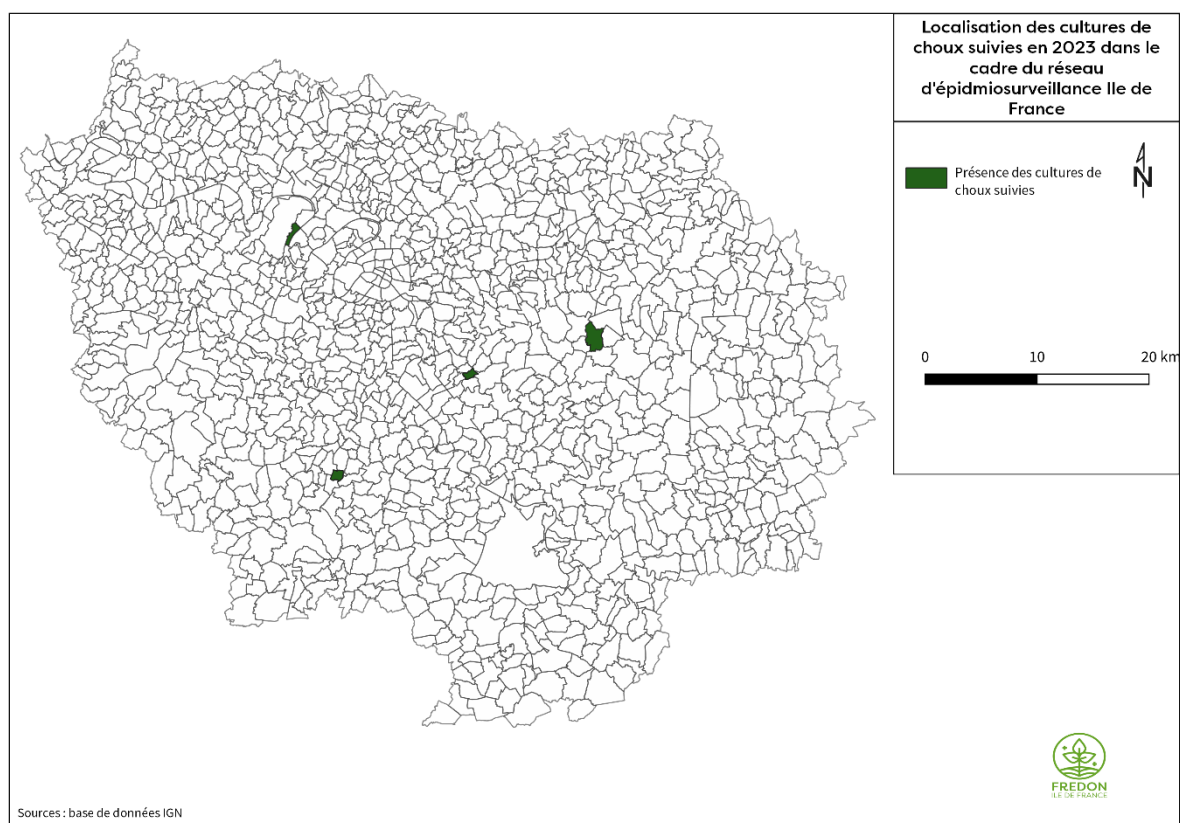 Localisation des cultures de
choux suivies en 2023 dans le
cadre du réseau
d'épidmiosurveillance Ile de
France
Présence des cultures de
choux suivies
N
0 10 20 km
FREDON
ILE DE FRANCE
Sources : base de données IGN